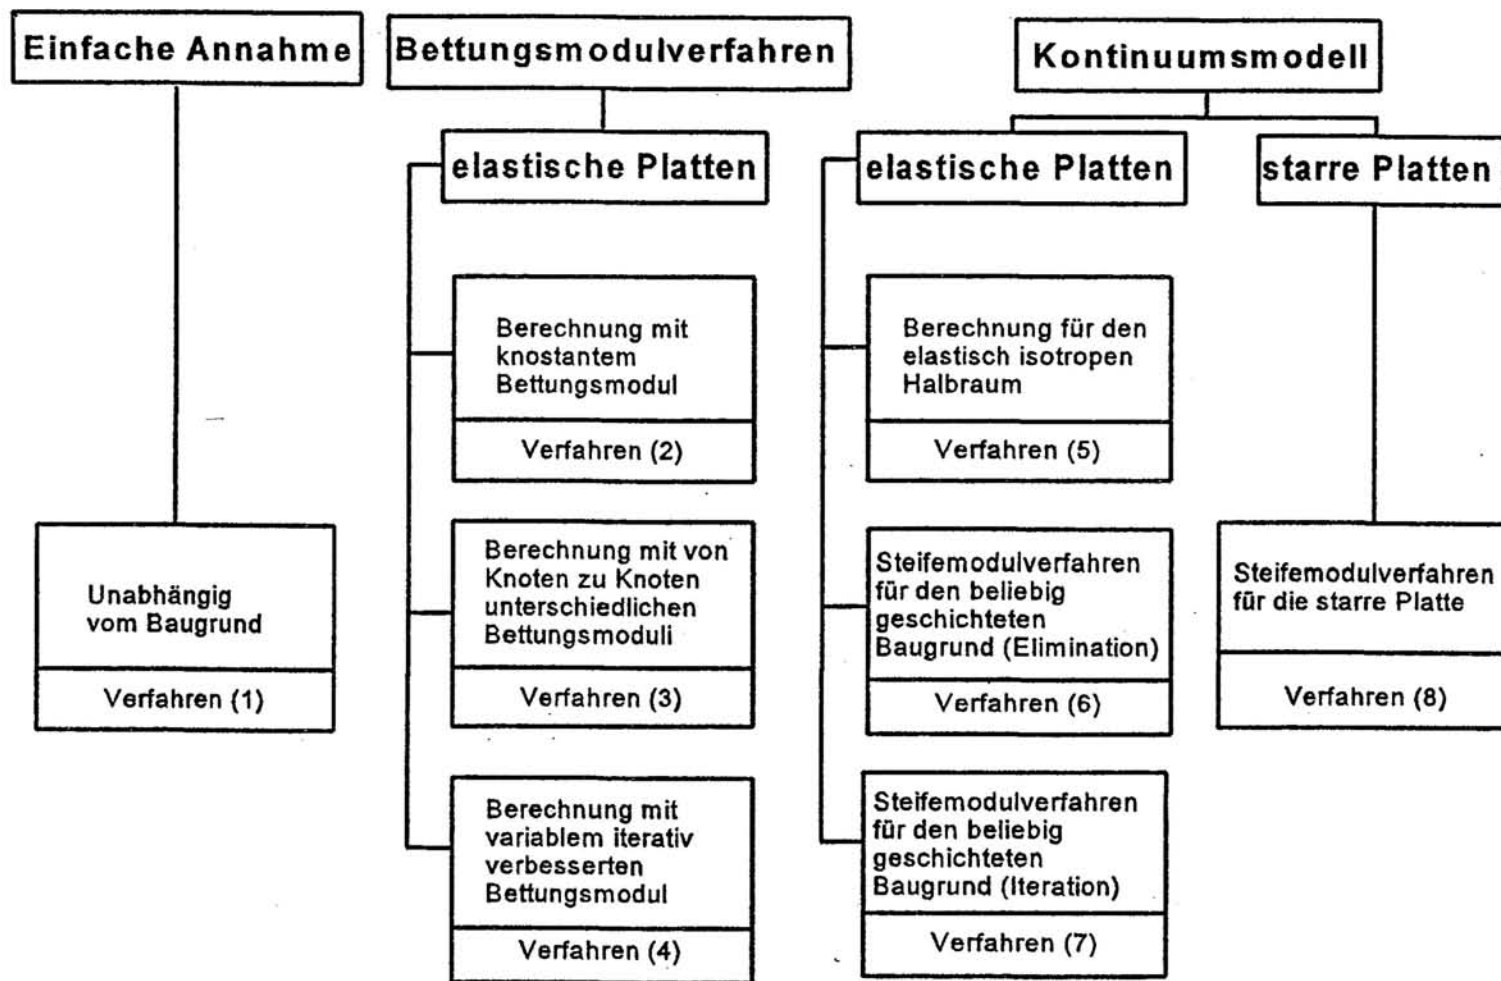 Einfache Annahme
Bettungsmodulverfahren
Kontinuumsmodell
elastische Platten
elastische Platten
starre Platten
Berechnung mit
knostantem
Bettungsmodul
Verfahren (2)
Berechnung für den
elastisch isotropen
Halbraum
Verfahren (5)
Unabhängig
vom Baugrund
Verfahren (1)
Berechnung mit von
Knoten zu Knoten
unterschiedlichen
Bettungsmoduli
Verfahren (3)
Steifemodulverfahren
für den beliebig
geschichteten
Baugrund (Elimination)
Verfahren (6)
Steifemodulverfahren
für die starre Platte
Verfahren (8)
Berechnung mit
variablem iterativ
verbesserten
Bettungsmodul
Verfahren (4)
Steifemodulverfahren
für den beliebig
geschichteten
Baugrund (Iteration)
Verfahren (7)